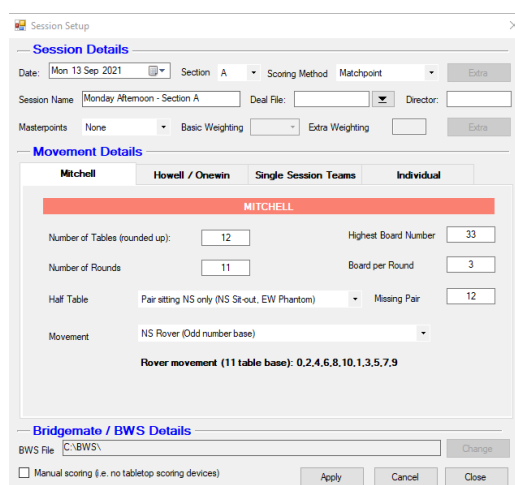 Session Setup
Session Details
Date: Mon 13 Sep 2021 Section A Scoring Method Matchpoint Extra
Session Name Monday Afternoon - Section A Deal File: Director:
Masterpoints None Basic Weighting Extra Weighting Extra
Movement Details
Mitchell Howell / Onewin Single Session Teams Individual
MITCHELL
Number of Tables (rounded up): 12 Highest Board Number 33
Number of Rounds 11 Board per Round 3
Half Table Pair sitting NS only (NS Sit-out, EW Phantom) Missing Pair 12
Movement NS Rover (Odd number base)
Rover movement (11 table base): 0,2,4,6,8,10,1,3,5,7,9
Bridgemate / BWS Details
BWS File C:\BWS\ Change
Manual scoring (i.e. no tabletop scoring devices) Apply Cancel Close